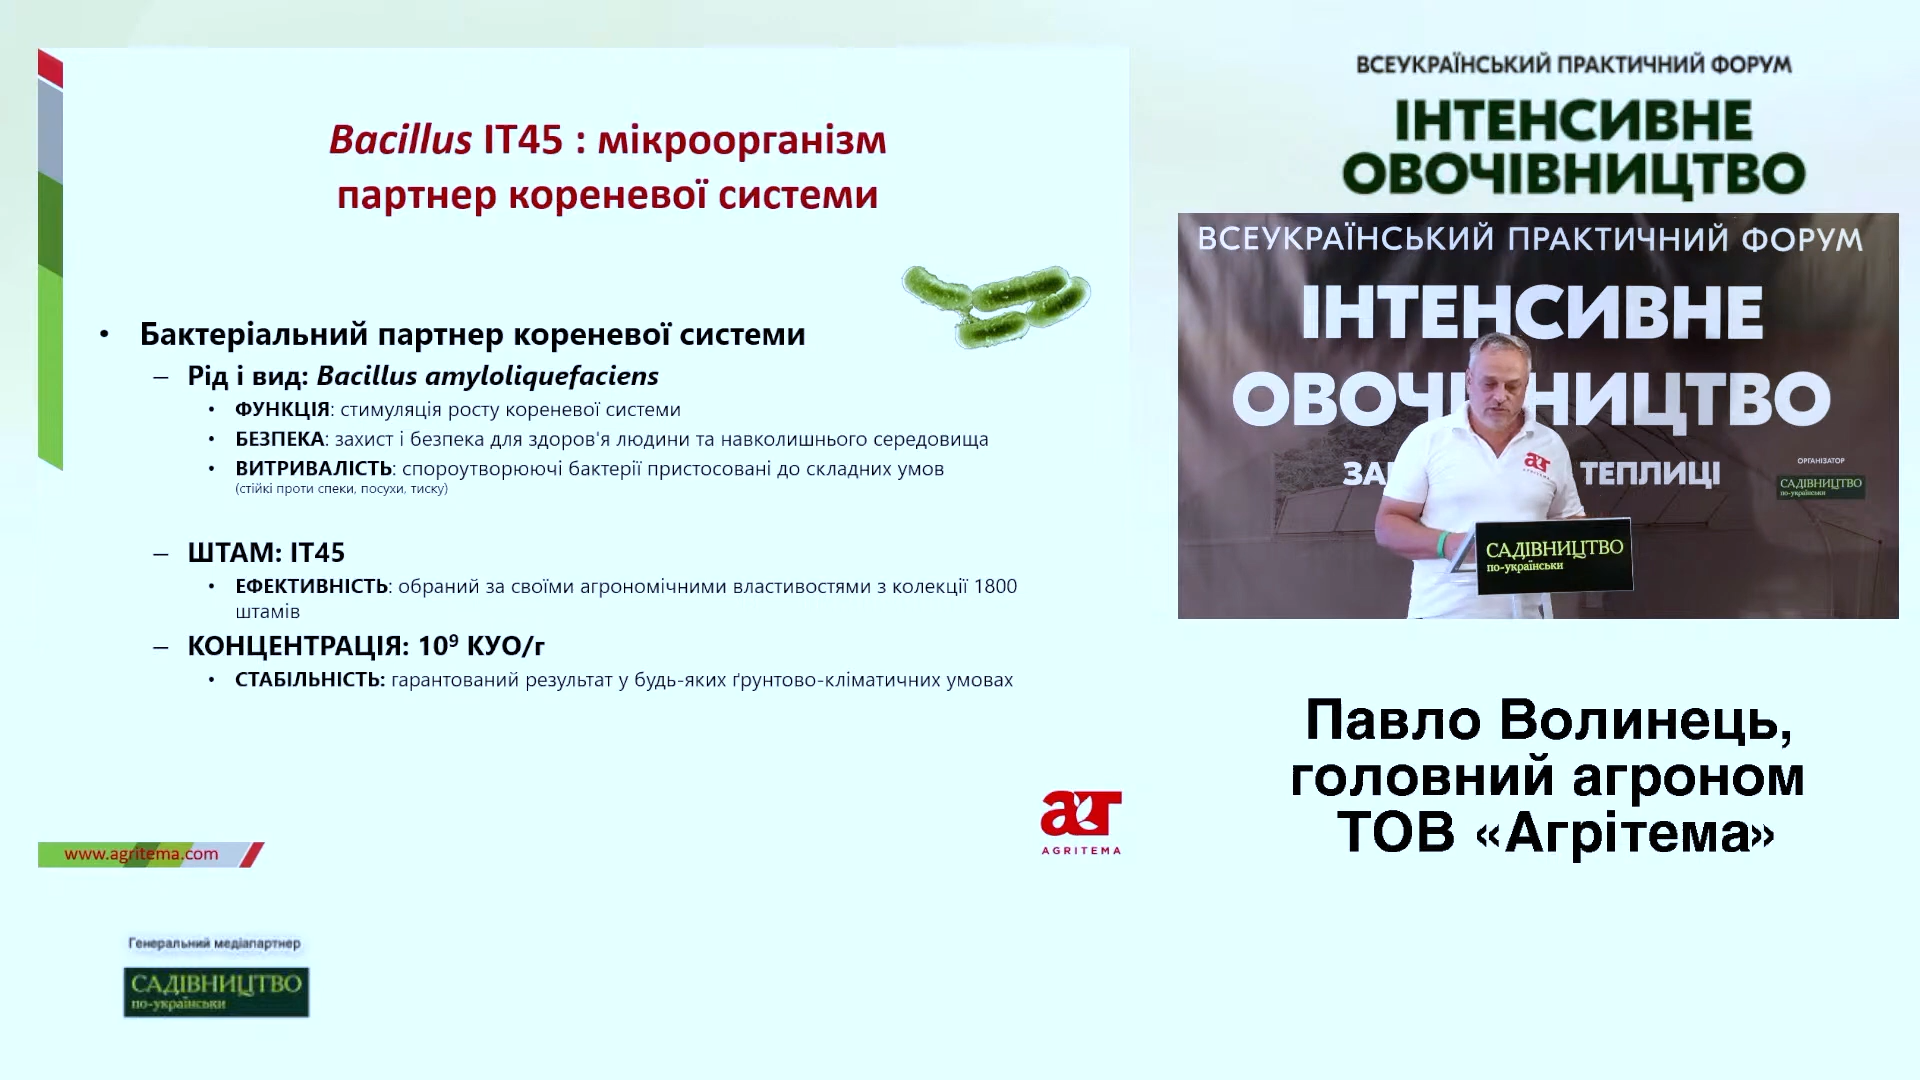 Bacillus IT45 : мікроорганізм
партнер кореневої системи
• Бактеріальний партнер кореневої системи
– Рід і вид: Bacillus amyloliquefaciens
• ФУНКЦІЯ: стимуляція росту кореневої системи
• БЕЗПЕКА: захист і безпека для здоров'я людини та навколишнього середовища
• ВИТРИВАЛІСТЬ: спороутворюючі бактерії пристосовані до складних умов
(стійкі проти спеки, посухи, тиску)
– ШТАМ: IT45
• ЕФЕКТИВНІСТЬ: обраний за своїми агрономічними властивостями з колекції 1800
штамів
– КОНЦЕНТРАЦІЯ: 10⁹ КУО/г
• СТАБІЛЬНІСТЬ: гарантований результат у будь-яких ґрунтово-кліматичних умовах
www.agritema.com
ат
AGRITEMA
Генеральний медіапартнер
САДІВНИЦТВО
по-українськи
ВСЕУКРАЇНСЬКИЙ ПРАКТИЧНИЙ ФОРУМ
ІНТЕНСИВНЕ
ОВОЧІВНИЦТВО
ВСЕУКРАЇНСЬКИЙ ПРАКТИЧНИЙ ФОРУМ
ІНТЕНСИВНЕ
ОВОЧІВНИЦТВО
ТЕПЛИЦІ
ОРГАНІЗАТОР
САДІВНИЦТВО
по-українськи
САДІВНИЦТВО
по-українськи
Павло Волинець,
головний агроном
ТОВ «Агрітема»